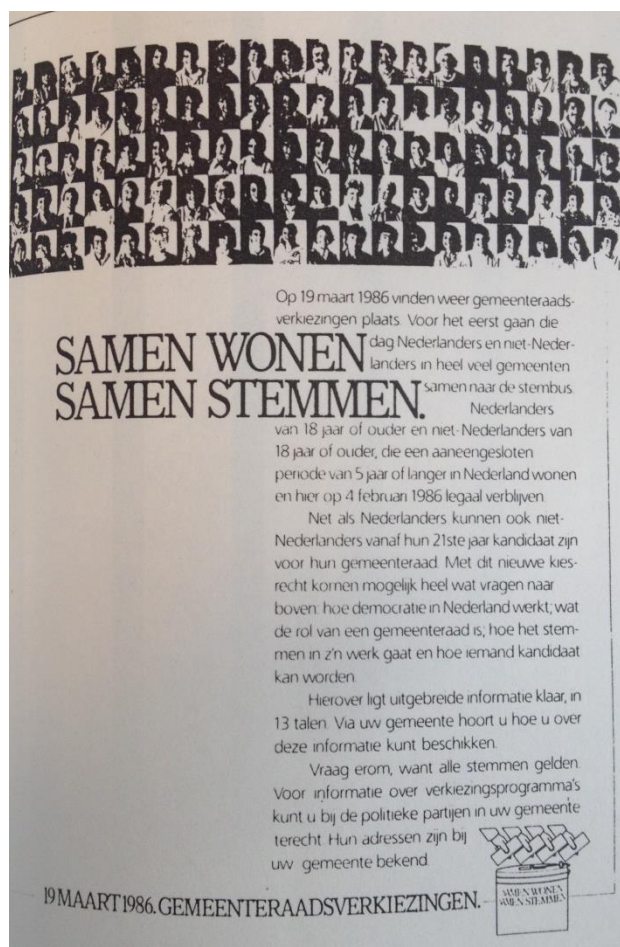 Op 19 maart 1986 vinden weer gemeenteraads-
verkiezingen plaats. Voor het eerst gaan die
SAMEN WONEN
SAMEN STEMMEN.
dag Nederlanders en niet-Neder-
landers in heel veel gemeenten
samen naar de stembus.
Nederlanders
van 18 jaar of ouder en niet-Nederlanders van
18 jaar of ouder, die een aaneengesloten
periode van 5 jaar of langer in Nederland wonen
en hier op 4 februari 1986 legaal verblijven.
Net als Nederlanders kunnen ook niet-
Nederlanders vanaf hun 21ste jaar kandidaat zijn
voor hun gemeenteraad. Met dit nieuwe kies-
recht komen mogelijk heel wat vragen naar
boven: hoe democratie in Nederland werkt; wat
de rol van een gemeenteraad is; hoe het stem-
men in z'n werk gaat en hoe iemand kandidaat
kan worden.
Hierover ligt uitgebreide informatie klaar, in
13 talen. Via uw gemeente hoort u hoe u over
deze informatie kunt beschikken.
Vraag erom, want alle stemmen gelden.
Voor informatie over verkiezingsprogramma's
kunt u bij de politieke partijen in uw gemeente
terecht. Hun adressen zijn bij
uw gemeente bekend.
SAMEN WONEN
SAMEN STEMMEN
19 MAART 1986. GEMEENTERAADSVERKIEZINGEN.